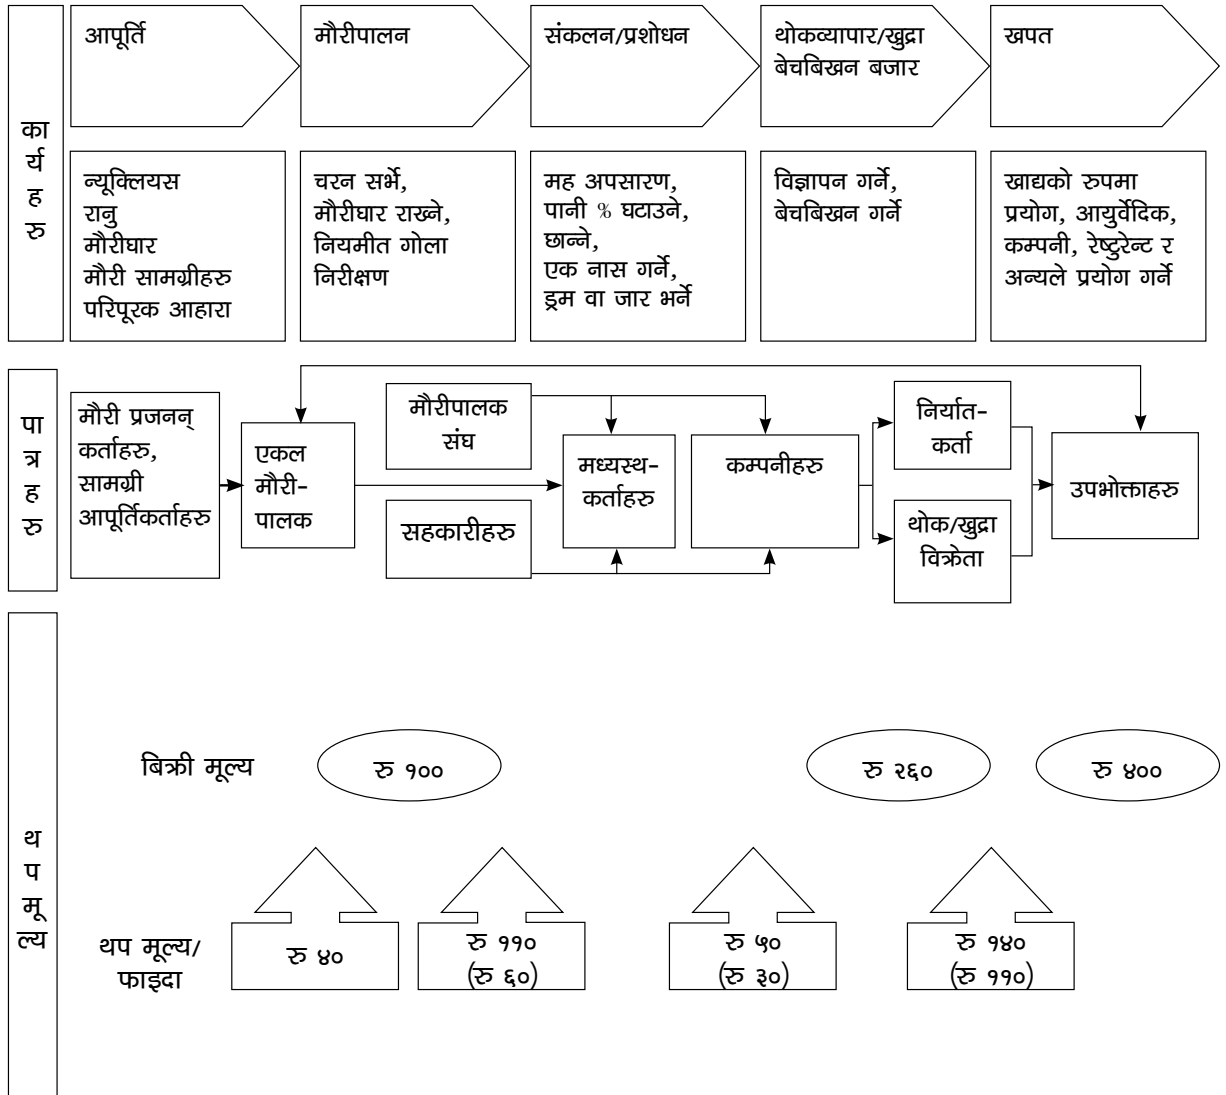 कार्यहरु
आपूर्ति
मौरीपालन
संकलन/प्रशोधन
थोकव्यापार/खुद्रा
बेचबिखन बजार
खपत
न्यूक्लियस
रानु
मौरीघार
मौरी सामग्रीहरु
परिपूरक आहारा
चरन सर्भे,
मौरीघार राख्ने,
नियमीत गोला
निरीक्षण
मह अपसारण,
पानी % घटाउने,
छान्ने,
एक नास गर्ने,
ड्रम वा जार भर्ने
विज्ञापन गर्ने,
बेचबिखन गर्ने
खाद्यको रुपमा
प्रयोग, आयुर्वेदिक,
कम्पनी, रेष्टुरेन्ट र
अन्यले प्रयोग गर्ने
पात्रहरु
मौरी प्रजनन्
कर्ताहरु,
सामग्री
आपूर्तिकर्ताहरु
एकल
मौरी-
पालक
मौरीपालक
संघ
सहकारीहरु
मध्यस्थ-
कर्ताहरु
कम्पनीहरु
निर्यात-
कर्ता
थोक/खुद्रा
विक्रेता
उपभोक्ताहरु
थप मूल्य
बिक्री मूल्य
रु १००
रु २६०
रु ४००
थप मूल्य/
फाइदा
रु ४०
रु ११०
(रु ६०)
रु ५०
(रु ३०)
रु १४०
(रु ११०)